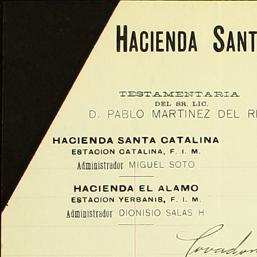 HACIENDA SANT
TESTAMENTARIA
DEL SR. LIC.
D. PABLO MARTINEZ DEL RI
HACIENDA SANTA CATALINA
ESTACION CATALINA, F. I. M.
Administrador MIGUEL SOTO
HACIENDA EL ALAMO
ESTACION YERBANIS, F. I. M.
Administrador DIONISIO SALAS H